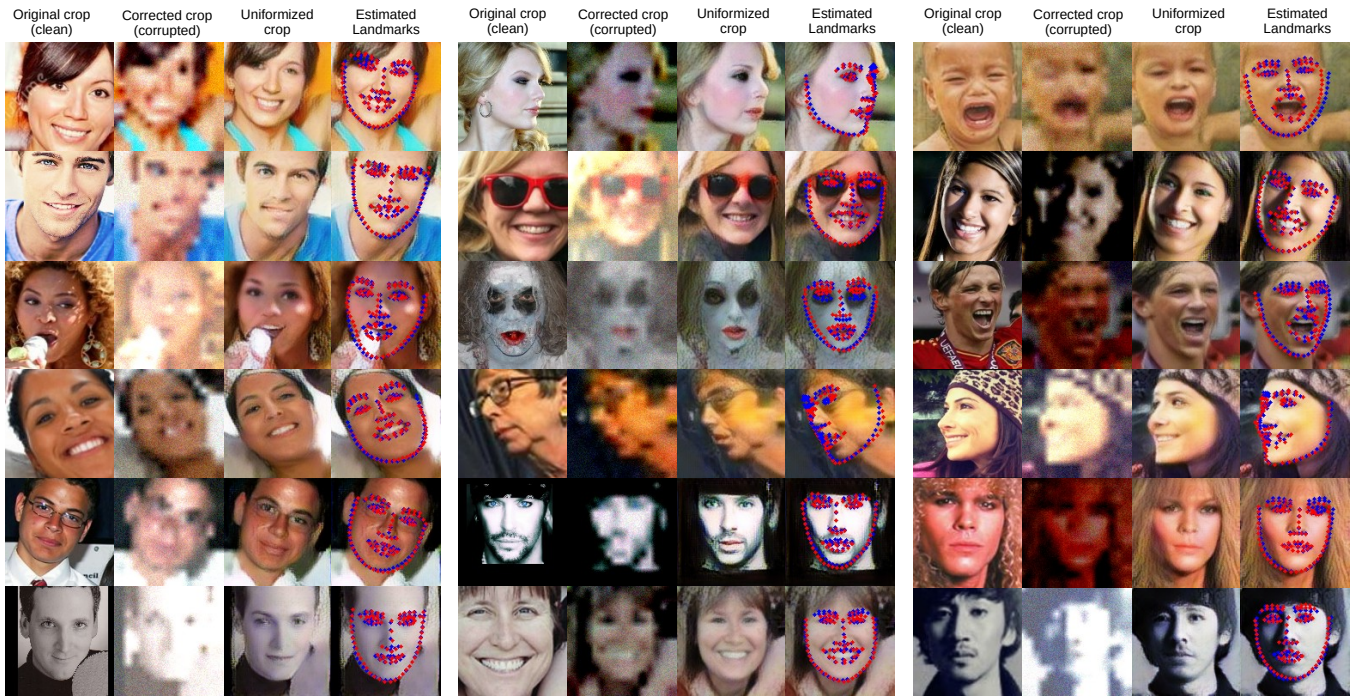 Original crop
(clean)
Corrected crop
(corrupted)
Uniformized
crop
Estimated
Landmarks
Original crop
(clean)
Corrected crop
(corrupted)
Uniformized
crop
Estimated
Landmarks
Original crop
(clean)
Corrected crop
(corrupted)
Uniformized
crop
Estimated
Landmarks